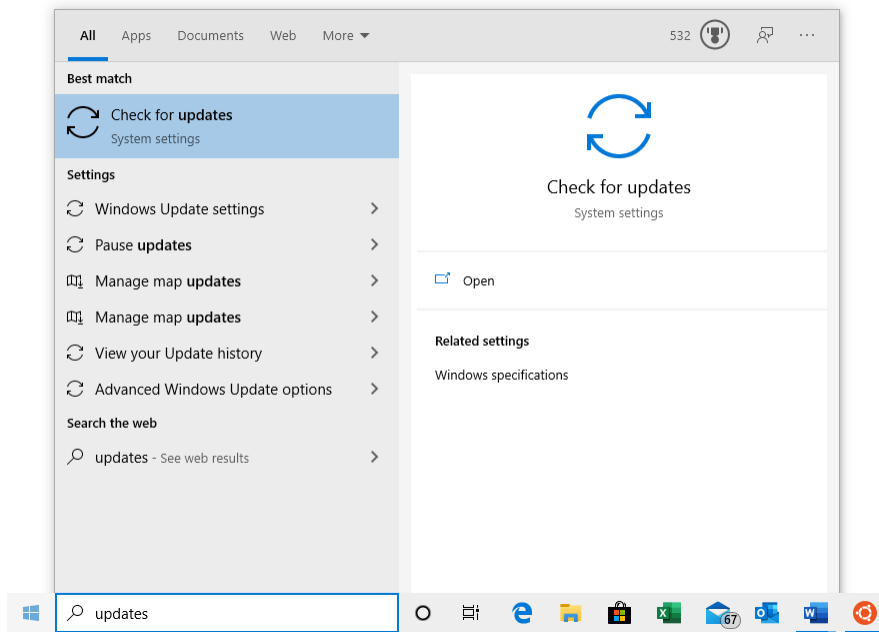 All Apps Documents Web More 532 ...
Best match
Check for updates
System settings
Settings
Windows Update settings
Pause updates
Manage map updates
Manage map updates
View your Update history
Advanced Windows Update options
Search the web
updates - See web results
Check for updates
System settings
Open
Related settings
Windows specifications
updates
X
67
O
W